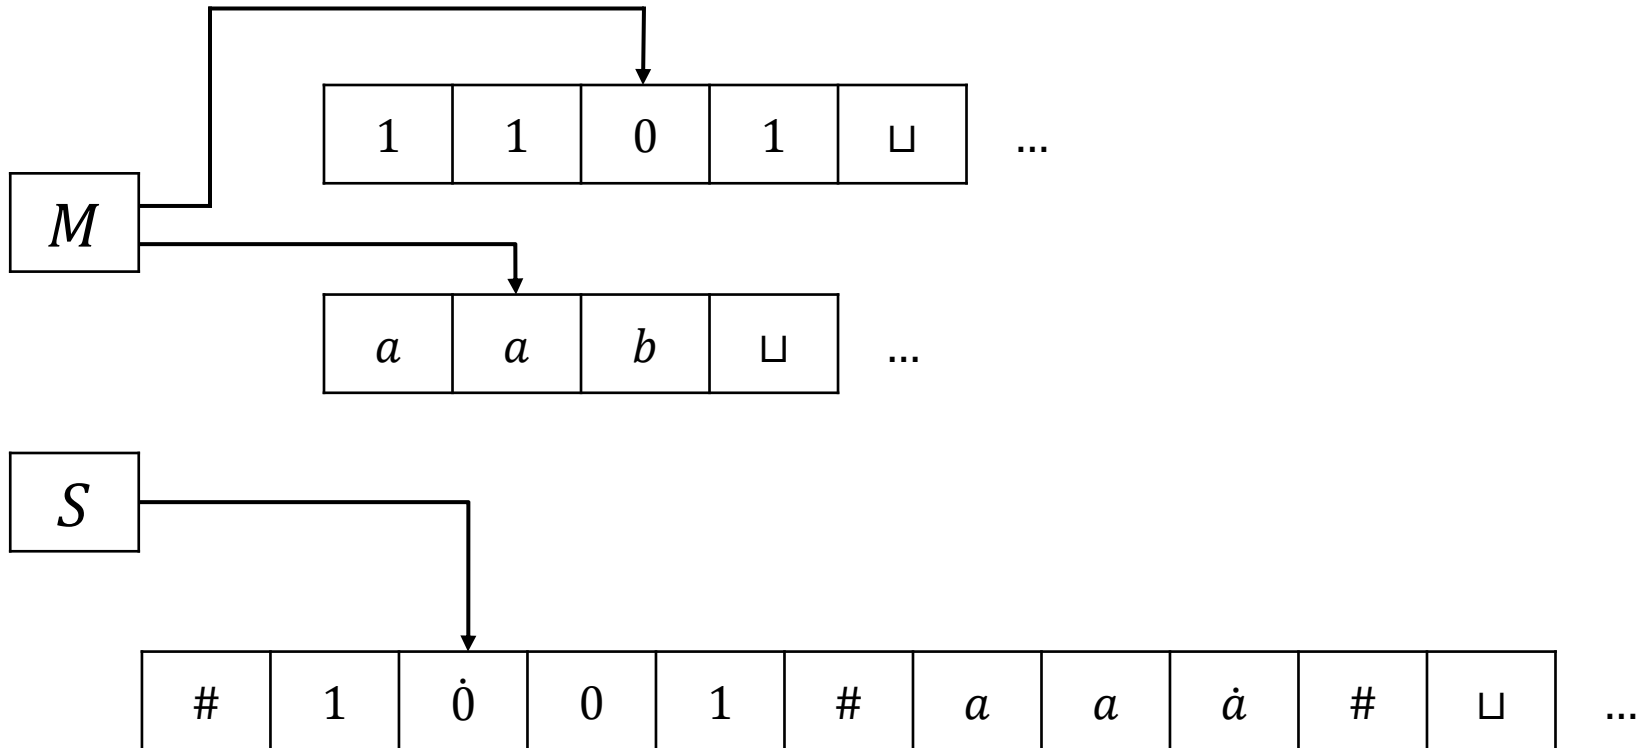 1 1 0 1 ⊔ ...
M
a a b ⊔ ...
S
# 1 0̇ 0 1 # a a ȧ # ⊔ ...